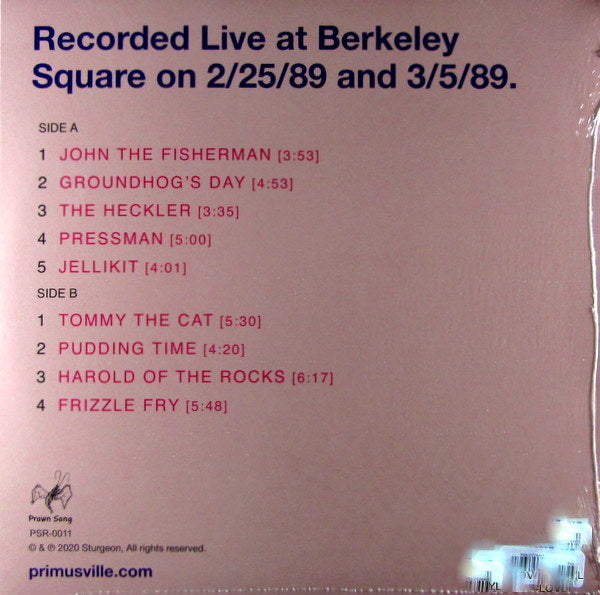 Recorded Live at Berkeley
Square on 2/25/89 and 3/5/89.
SIDE A
1 JOHN THE FISHERMAN [3:53]
2 GROUNDHOG'S DAY [4:53]
3 THE HECKLER [3:35]
4 PRESSMAN [5:00]
5 JELLIKIT [4:01]
SIDE B
1 TOMMY THE CAT [5:30]
2 PUDDING TIME [4:20]
3 HAROLD OF THE ROCKS [6:17]
4 FRIZZLE FRY [5:48]
Prawn Song
PSR-0011
© & ℗ 2020 Sturgeon, All rights reserved.
primusville.com